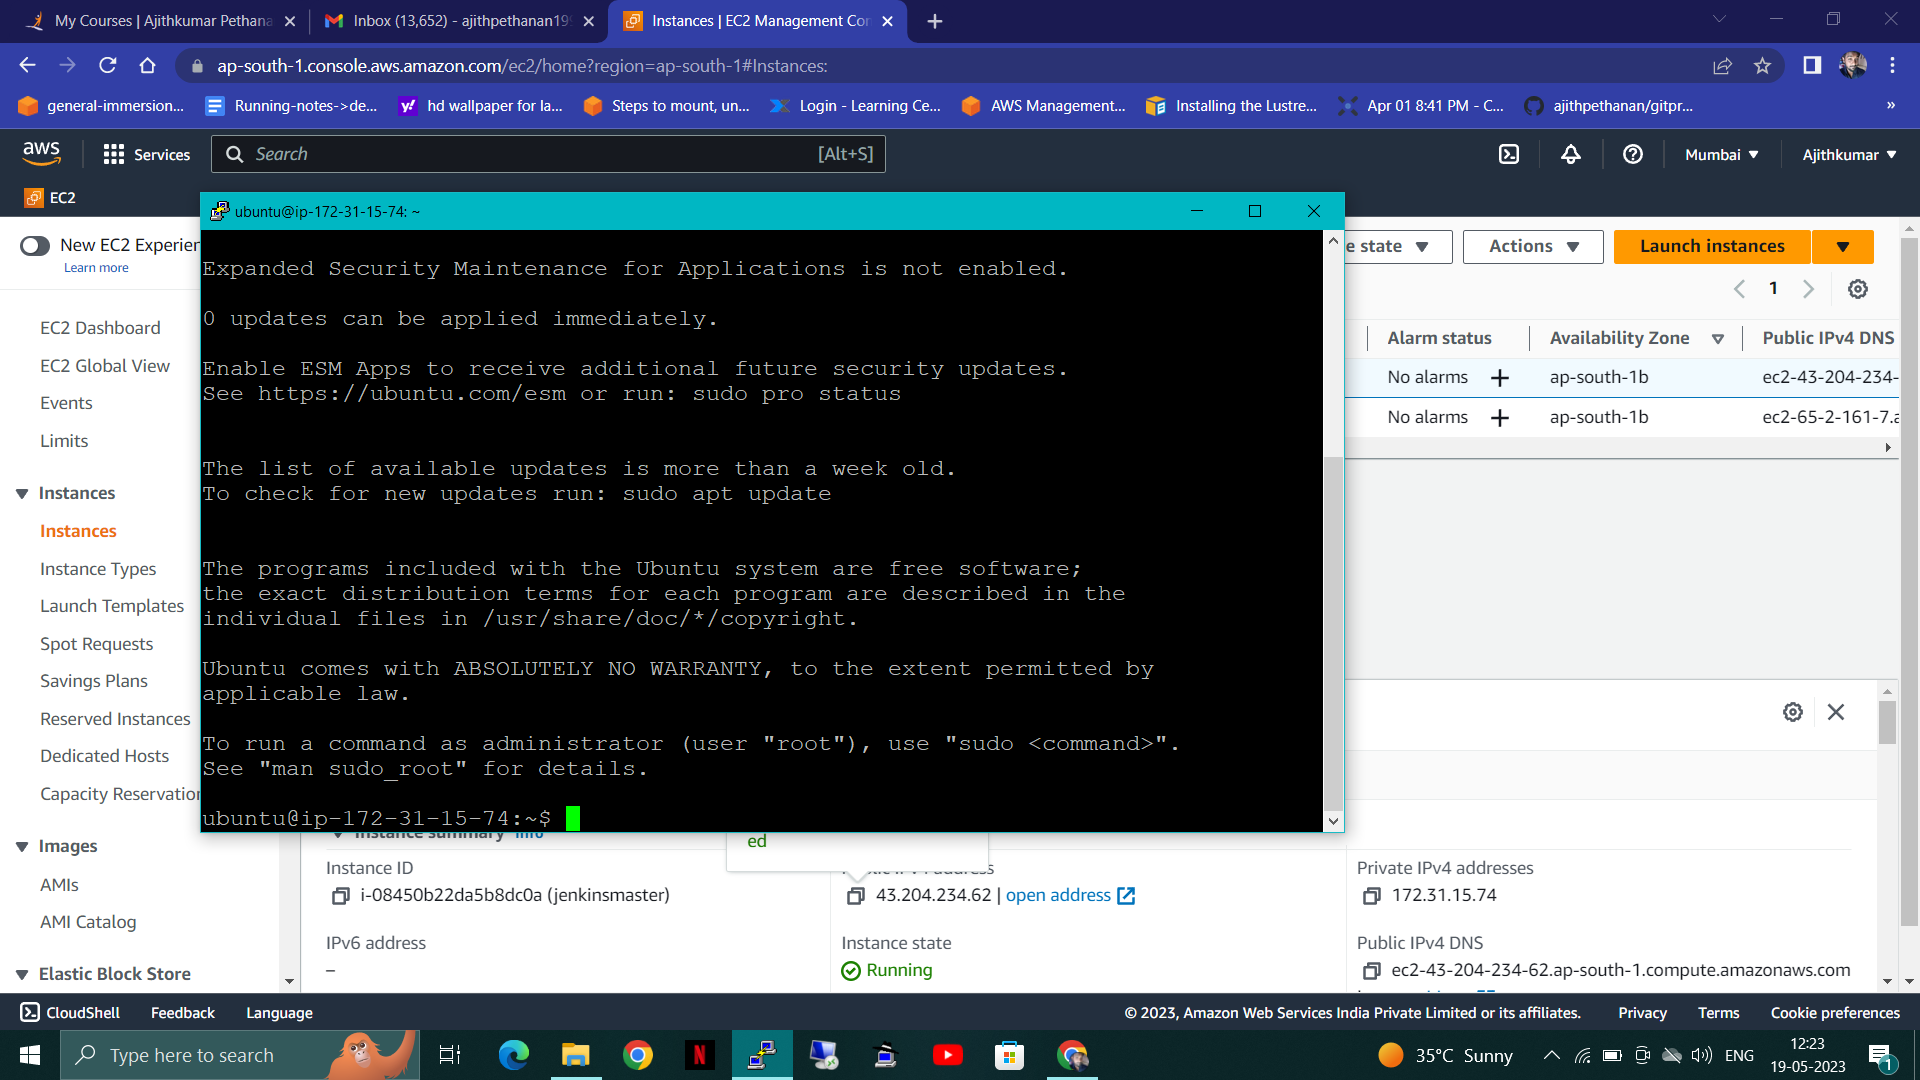 My Courses | Ajithkumar Pethana
Inbox (13,652) - ajithpethanan199
Instances | EC2 Management Con
ap-south-1.console.aws.amazon.com/ec2/home?region=ap-south-1#Instances:
general-immersion...
Running-notes->de...
hd wallpaper for la...
Steps to mount, un...
Login - Learning Ce...
AWS Management...
Installing the Lustre...
Apr 01 8:41 PM - C...
ajithpethanan/gitpr...
»
aws
Services
Search
[Alt+S]
Mumbai
Ajithkumar
EC2
New EC2 Experien
Learn more
EC2 Dashboard
EC2 Global View
Events
Limits
Instances
Instances
Instance Types
Launch Templates
Spot Requests
Savings Plans
Reserved Instances
Dedicated Hosts
Capacity Reservation
Images
AMIs
AMI Catalog
Elastic Block Store
ubuntu@ip-172-31-15-74: ~
Expanded Security Maintenance for Applications is not enabled.
0 updates can be applied immediately.
Enable ESM Apps to receive additional future security updates.
See https://ubuntu.com/esm or run: sudo pro status
The list of available updates is more than a week old.
To check for new updates run: sudo apt update
The programs included with the Ubuntu system are free software;
the exact distribution terms for each program are described in the
individual files in /usr/share/doc/*/copyright.
Ubuntu comes with ABSOLUTELY NO WARRANTY, to the extent permitted by
applicable law.
To run a command as administrator (user "root"), use "sudo <command>".
See "man sudo_root" for details.
ubuntu@ip-172-31-15-74:~$
e state
Actions
Launch instances
1
Alarm status
Availability Zone
Public IPv4 DNS
No alarms
ap-south-1b
ec2-43-204-234-
No alarms
ap-south-1b
ec2-65-2-161-7.a
Instance summary Info
ed
Instance ID
i-08450b22da5b8dc0a (jenkinsmaster)
43.204.234.62 | open address
Private IPv4 addresses
172.31.15.74
IPv6 address
–
Instance state
Running
Public IPv4 DNS
ec2-43-204-234-62.ap-south-1.compute.amazonaws.com
CloudShell
Feedback
Language
© 2023, Amazon Web Services India Private Limited or its affiliates.
Privacy
Terms
Cookie preferences
Type here to search
35°C Sunny
ENG
12:23
19-05-2023
1